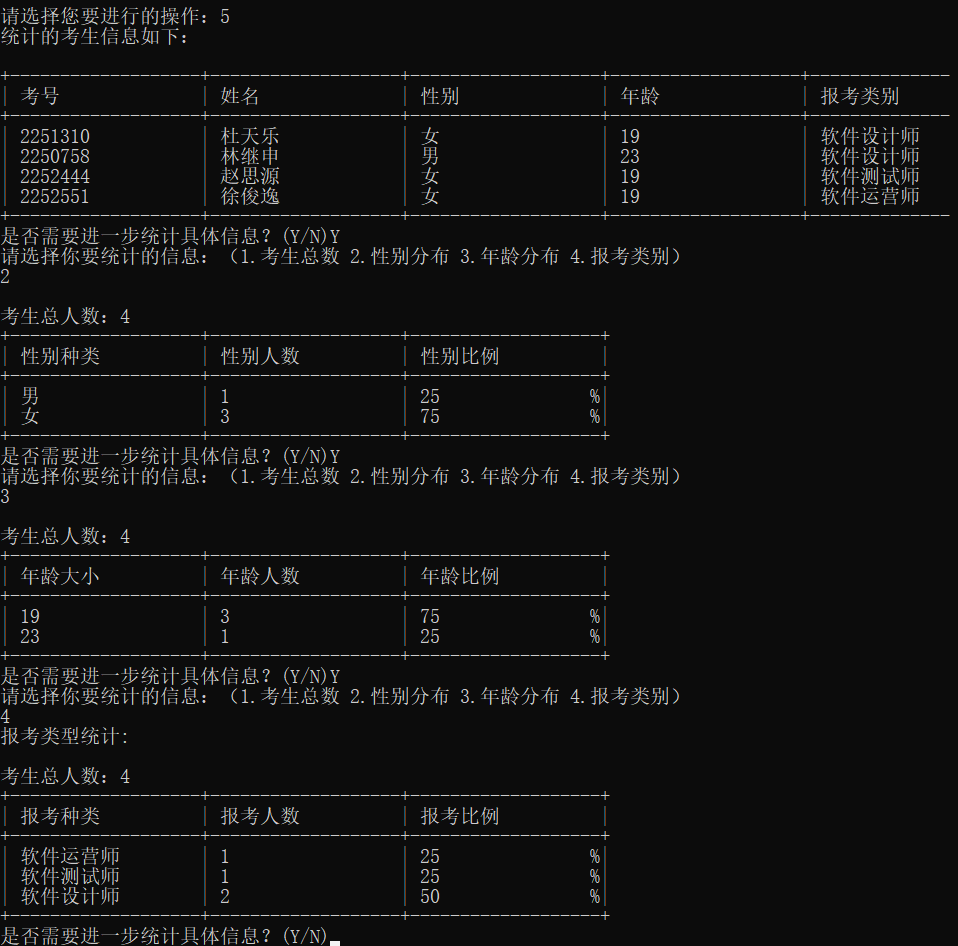 请选择您要进行的操作：5
统计的考生信息如下：
考号 姓名 性别 年龄 报考类别
2251310 杜天乐 女 19 软件设计师
2250758 林继申 男 23 软件设计师
2252444 赵思源 女 19 软件测试师
2252551 徐俊逸 女 19 软件运营师
是否需要进一步统计具体信息？(Y/N)Y
请选择你要统计的信息：（1.考生总数 2.性别分布 3.年龄分布 4.报考类别）
2
考生总人数：4
性别种类 性别人数 性别比例
男 1 25 %
女 3 75 %
是否需要进一步统计具体信息？(Y/N)Y
请选择你要统计的信息：（1.考生总数 2.性别分布 3.年龄分布 4.报考类别）
3
考生总人数：4
年龄大小 年龄人数 年龄比例
19 3 75 %
23 1 25 %
是否需要进一步统计具体信息？(Y/N)Y
请选择你要统计的信息：（1.考生总数 2.性别分布 3.年龄分布 4.报考类别）
4
报考类型统计:
考生总人数：4
报考种类 报考人数 报考比例
软件运营师 1 25 %
软件测试师 1 25 %
软件设计师 2 50 %
是否需要进一步统计具体信息？(Y/N)